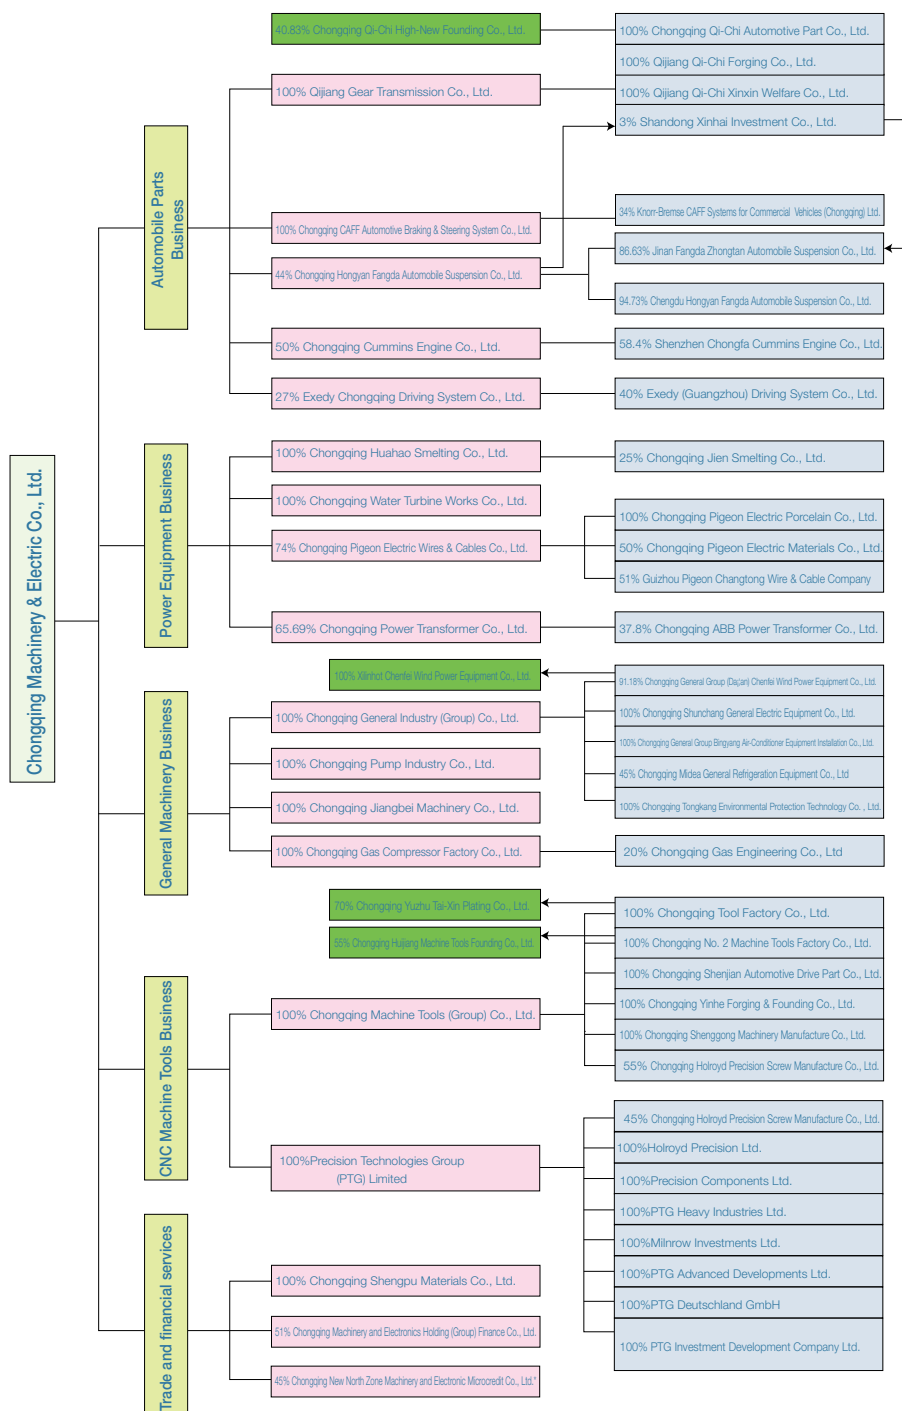 Chongqing Machinery & Electric Co., Ltd.
Automobile Parts
Business
40.83% Chongqing Qi-Chi High-New Founding Co., Ltd.
100% Chongqing Qi-Chi Automotive Part Co., Ltd.
100% Qijiang Qi-Chi Forging Co., Ltd.
100% Qijiang Gear Transmission Co., Ltd.
100% Qijiang Qi-Chi Xinxin Welfare Co., Ltd.
3% Shandong Xinhai Investment Co., Ltd.
100% Chongqing CAFF Automotive Braking & Steering System Co., Ltd.
34% Knorr-Bremse CAFF Systems for Commercial Vehicles (Chongqing) Ltd.
44% Chongqing Hongyan Fangda Automobile Suspension Co., Ltd.
86.63% Jinan Fangda Zhongtan Automobile Suspension Co., Ltd.
94.73% Chengdu Hongyan Fangda Automobile Suspension Co., Ltd.
50% Chongqing Cummins Engine Co., Ltd.
58.4% Shenzhen Chongfa Cummins Engine Co., Ltd.
27% Exedy Chongqing Driving System Co., Ltd.
40% Exedy (Guangzhou) Driving System Co., Ltd.
Power Equipment Business
100% Chongqing Huahao Smelting Co., Ltd.
25% Chongqing Jien Smelting Co., Ltd.
100% Chongqing Water Turbine Works Co., Ltd.
74% Chongqing Pigeon Electric Wires & Cables Co., Ltd.
100% Chongqing Pigeon Electric Porcelain Co., Ltd.
50% Chongqing Pigeon Electric Materials Co., Ltd.
51% Guizhou Pigeon Changtong Wire & Cable Company
65.69% Chongqing Power Transformer Co., Ltd.
37.8% Chongqing ABB Power Transformer Co., Ltd.
General Machinery Business
100% Xilinhot Chenfei Wind Power Equipment Co., Ltd.
91.18% Chongqing General Group (Da'an) Chenfei Wind Power Equipment Co., Ltd.
100% Chongqing General Industry (Group) Co., Ltd.
100% Chongqing Shunchang General Electric Equipment Co., Ltd.
100% Chongqing General Group Bingyang Air-Conditioner Equipment Installation Co., Ltd.
100% Chongqing Pump Industry Co., Ltd.
45% Chongqing Midea General Refrigeration Equipment Co., Ltd
100% Chongqing Jiangbei Machinery Co., Ltd.
100% Chongqing Tongkang Environmental Protection Technology Co. , Ltd.
100% Chongqing Gas Compressor Factory Co., Ltd.
20% Chongqing Gas Engineering Co., Ltd
CNC Machine Tools Business
70% Chongqing Yuzhu Tai-Xin Plating Co., Ltd.
55% Chongqing Huijiang Machine Tools Founding Co., Ltd.
100% Chongqing Machine Tools (Group) Co., Ltd.
100% Chongqing Tool Factory Co., Ltd.
100% Chongqing No. 2 Machine Tools Factory Co., Ltd.
100% Chongqing Shenjian Automotive Drive Part Co., Ltd.
100% Chongqing Yinhe Forging & Founding Co., Ltd.
100% Chongqing Shenggong Machinery Manufacture Co., Ltd.
55% Chongqing Holroyd Precision Screw Manufacture Co., Ltd.
100%Precision Technologies Group
(PTG) Limited
45% Chongqing Holroyd Precision Screw Manufacture Co., Ltd.
100%Holroyd Precision Ltd.
100%Precision Components Ltd.
100%PTG Heavy Industries Ltd.
100%Milnrow Investments Ltd.
100%PTG Advanced Developments Ltd.
100%PTG Deutschland GmbH
100% PTG Investment Development Company Ltd.
Trade and financial services
100% Chongqing Shengpu Materials Co., Ltd.
51% Chongqing Machinery and Electronics Holding (Group) Finance Co., Ltd.
45% Chongqing New North Zone Machinery and Electronic Microcredit Co., Ltd.*